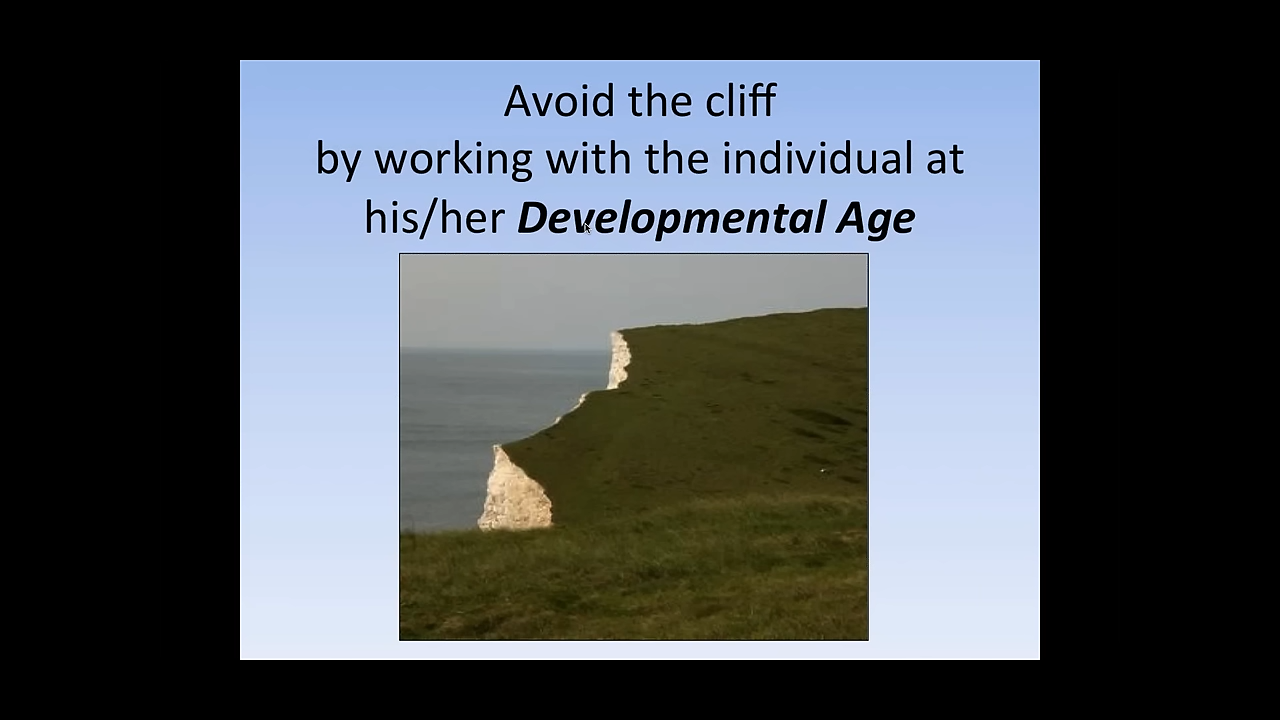 Avoid the cliff
by working with the individual at
his/her Developmental Age